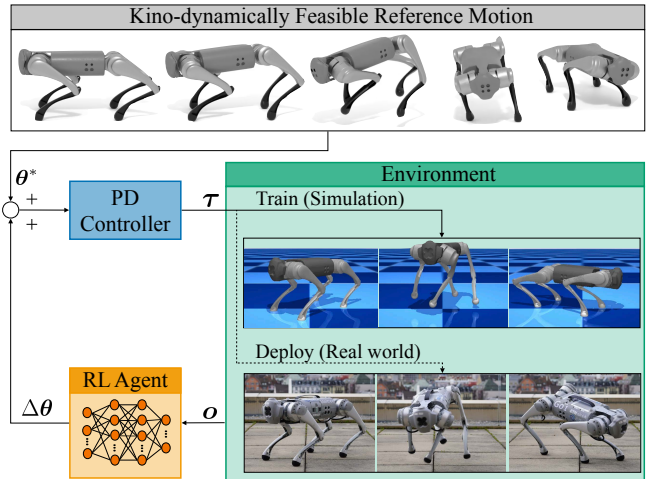 Kino-dynamically Feasible Reference Motion
θ*
+
+
PD
Controller
τ
Environment
Train (Simulation)
Deploy (Real world)
RL Agent
Δθ
o